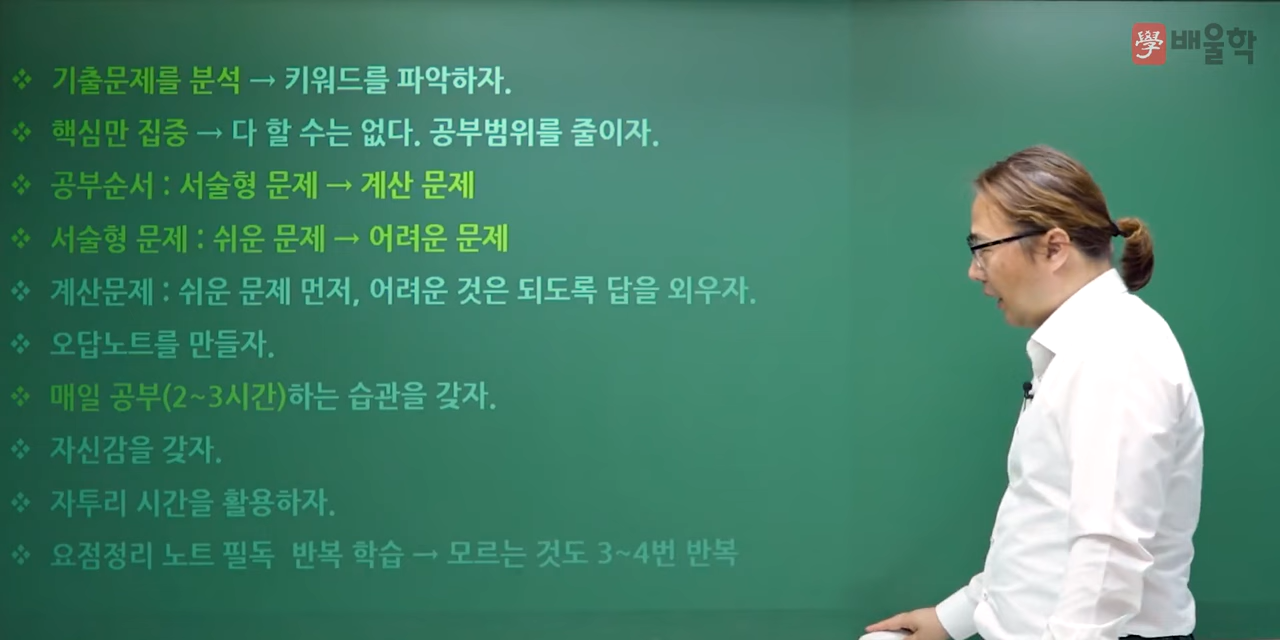 學 배울학
❖ 기출문제를 분석 → 키워드를 파악하자.
❖ 핵심만 집중 → 다 할 수는 없다. 공부범위를 줄이자.
❖ 공부순서 : 서술형 문제 → 계산 문제
❖ 서술형 문제 : 쉬운 문제 → 어려운 문제
❖ 계산문제 : 쉬운 문제 먼저, 어려운 것은 되도록 답을 외우자.
❖ 오답노트를 만들자.
❖ 매일 공부(2~3시간)하는 습관을 갖자.
❖ 자신감을 갖자.
❖ 자투리 시간을 활용하자.
❖ 요점정리 노트 필독 반복 학습 → 모르는 것도 3~4번 반복